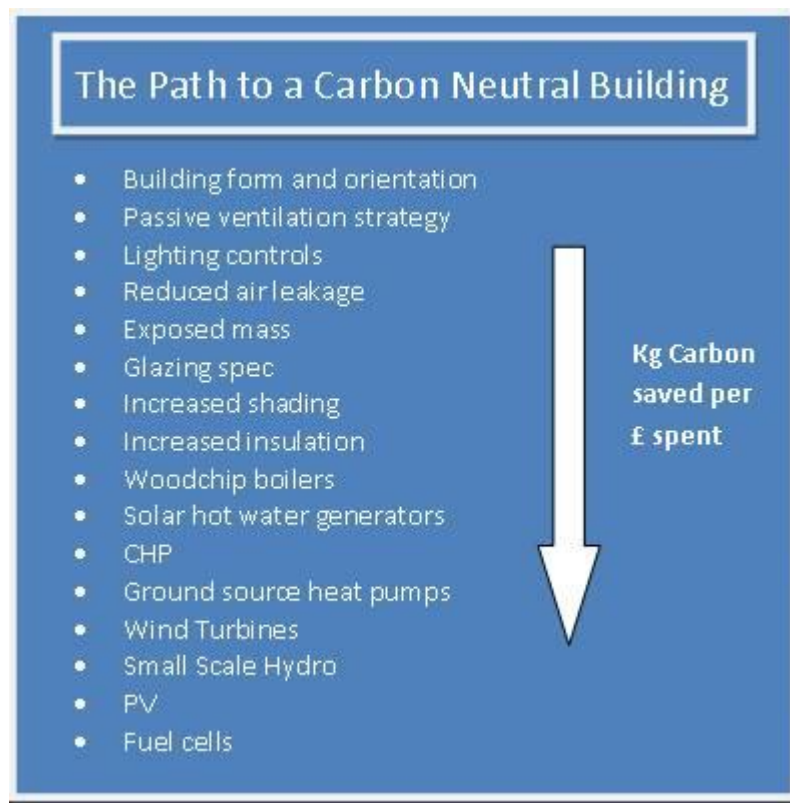 The Path to a Carbon Neutral Building
• Building form and orientation
• Passive ventilation strategy
• Lighting controls
• Reduced air leakage
• Exposed mass
• Glazing spec
• Increased shading
• Increased insulation
• Woodchip boilers
• Solar hot water generators
• CHP
• Ground source heat pumps
• Wind Turbines
• Small Scale Hydro
• PV
• Fuel cells
Kg Carbon
saved per
£ spent